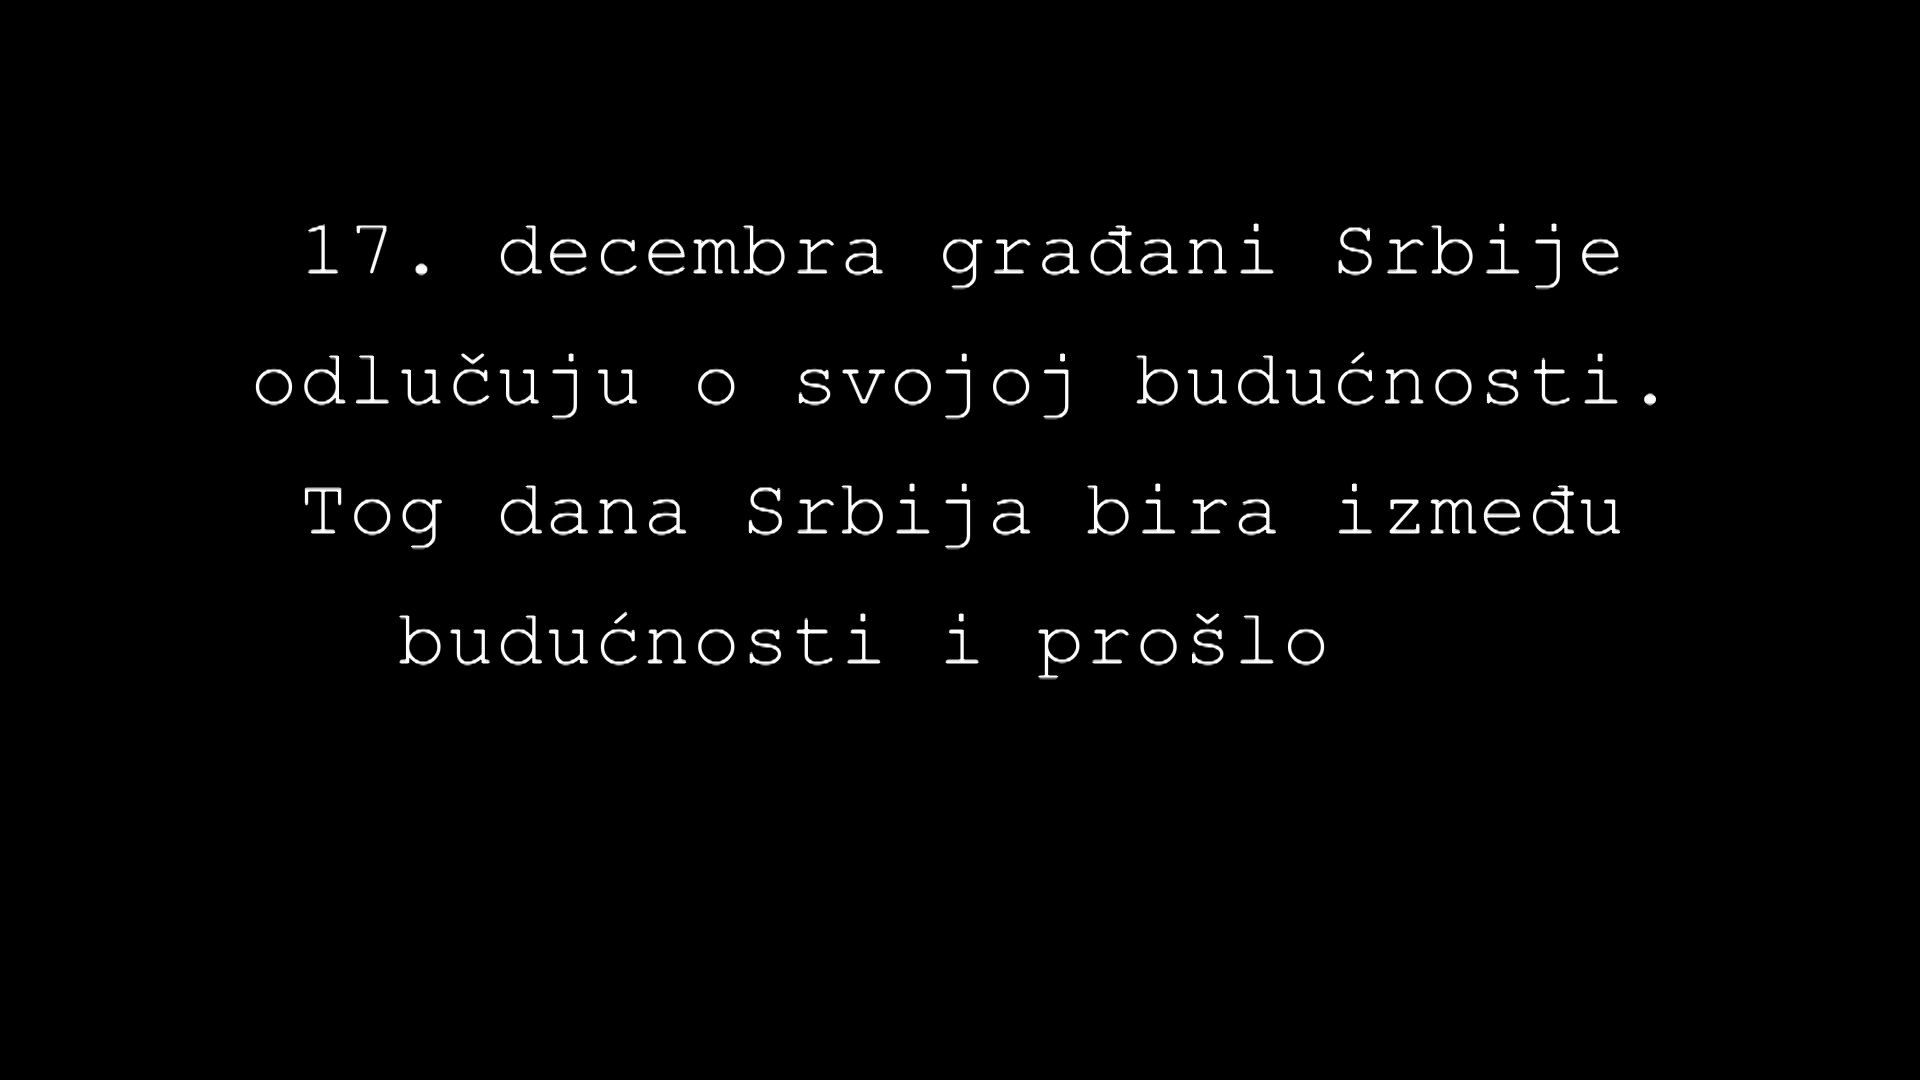 17. decembra građani Srbije
odlučuju o svojoj budućnosti.
Tog dana Srbija bira između
budućnosti i prošlo